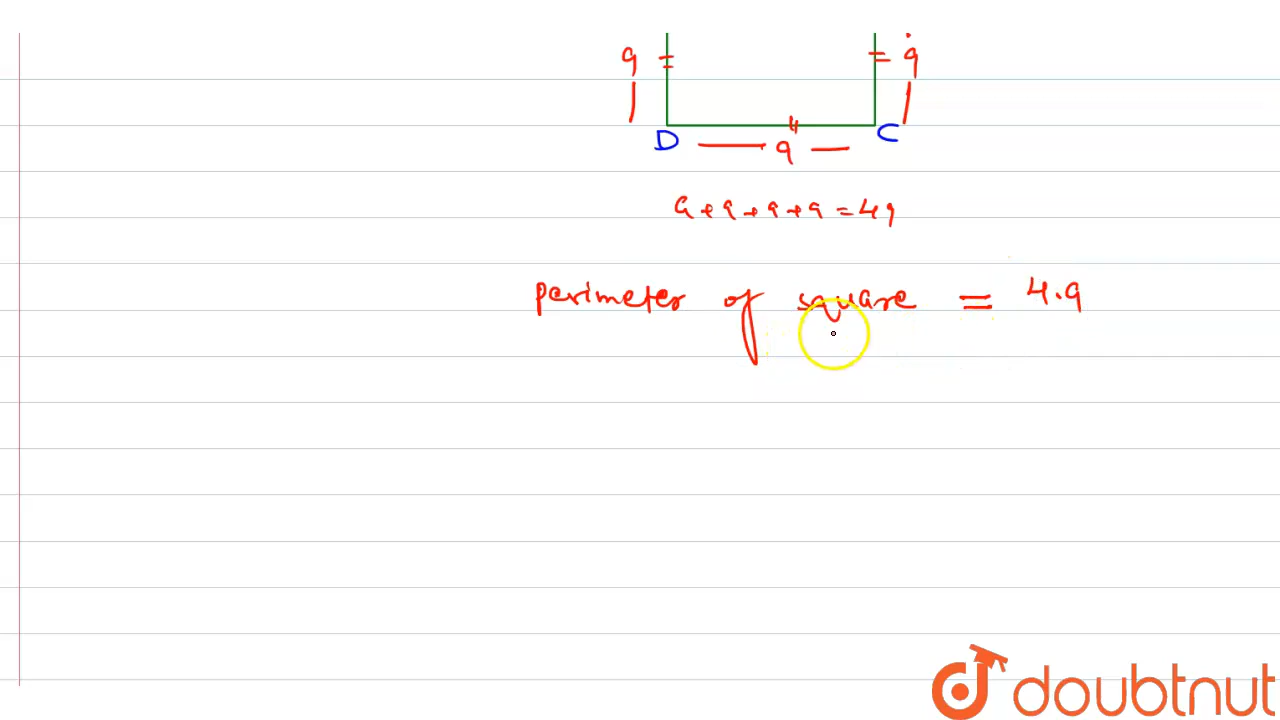 a a
D C
a
a + a + a + a = 4a
perimeter of square = 4.a
doubtnut